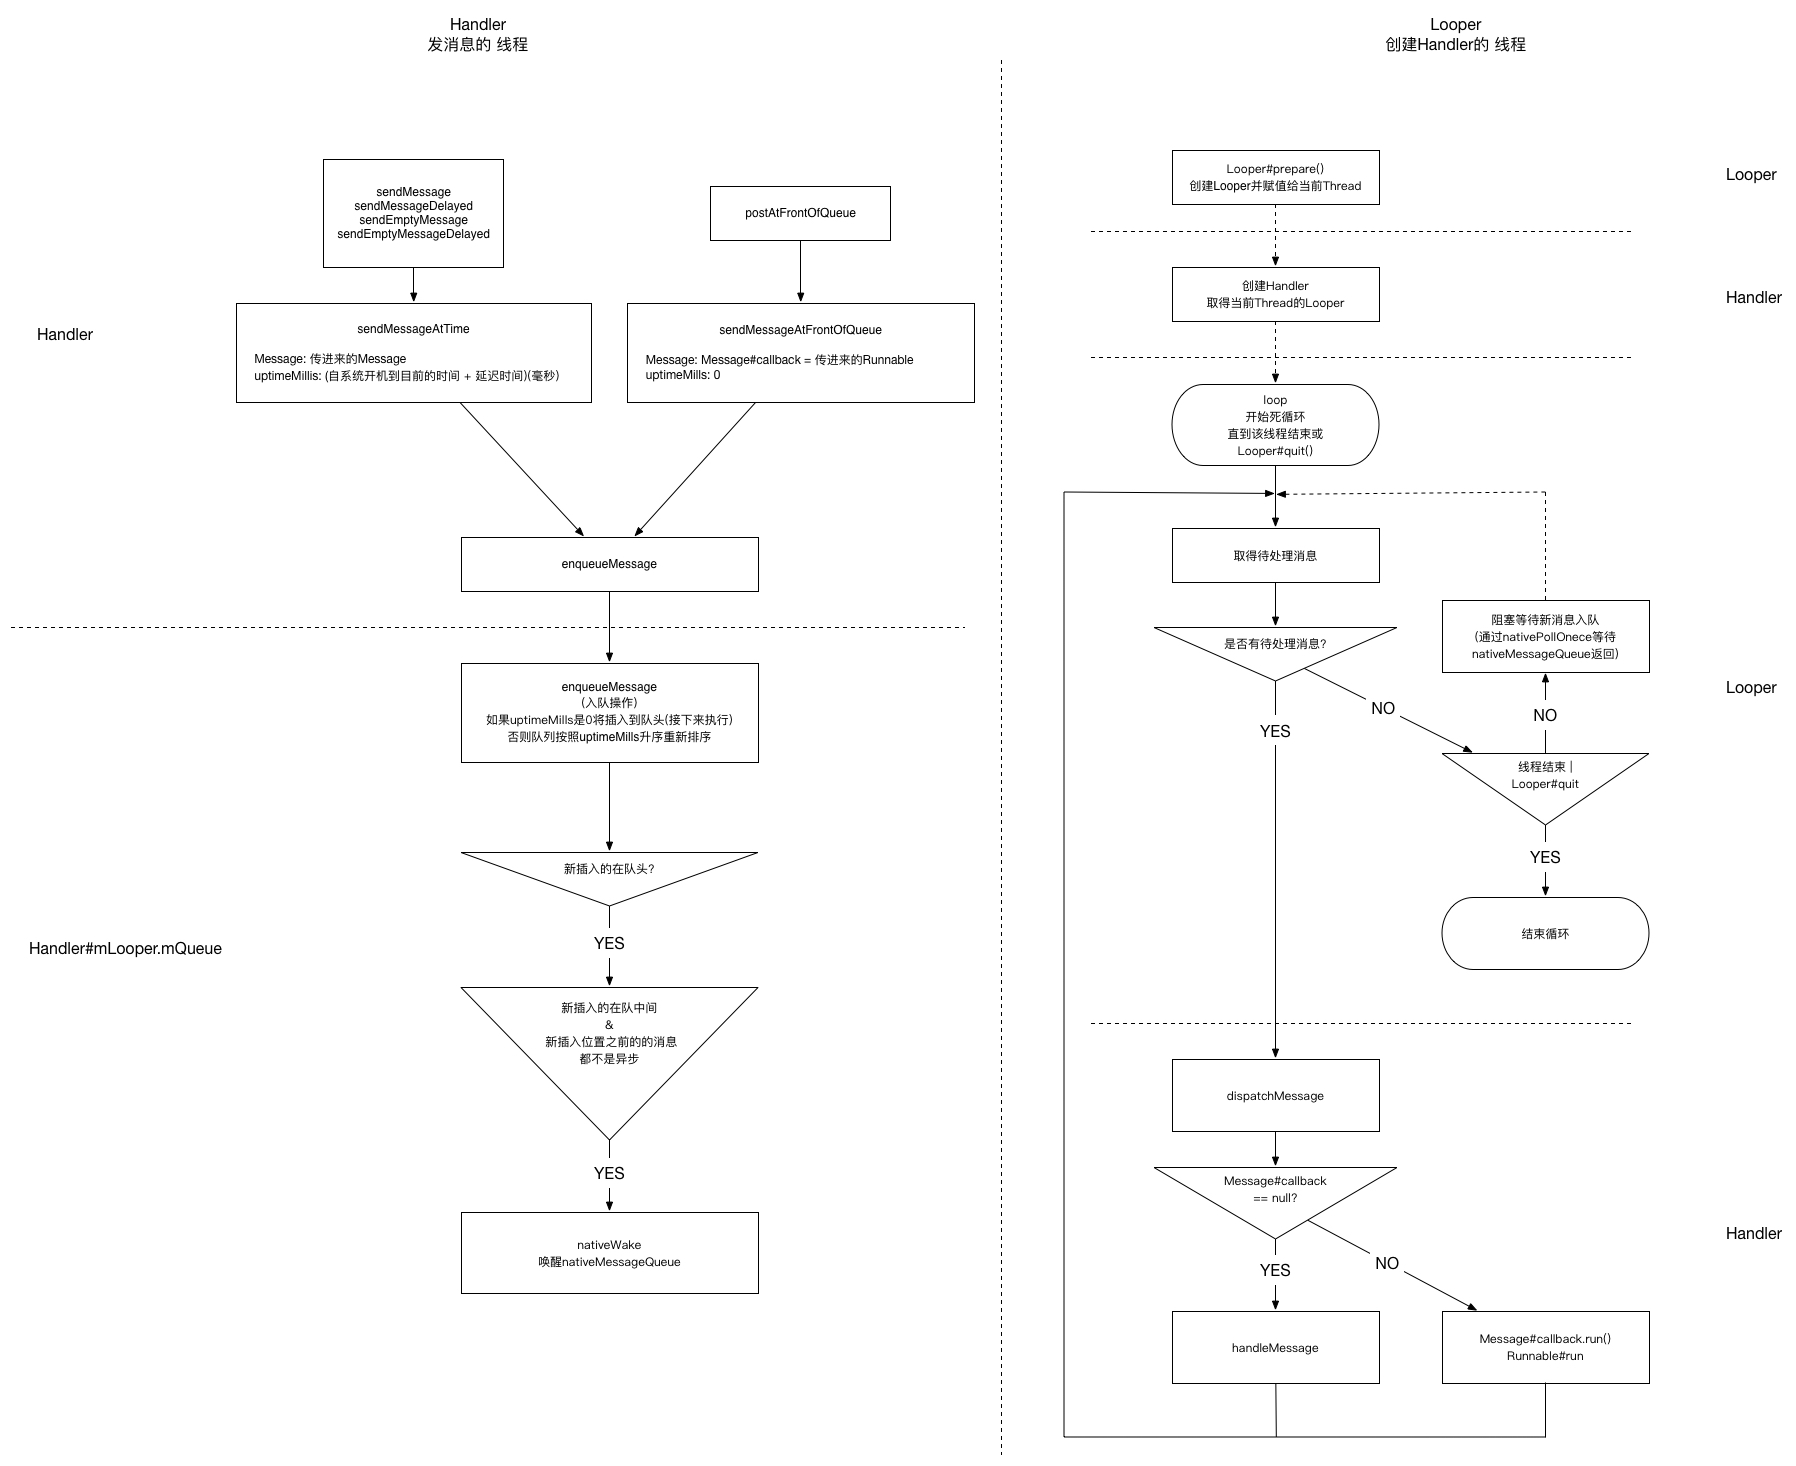 Handler
发消息的 线程
sendMessage
sendMessageDelayed
sendEmptyMessage
sendEmptyMessageDelayed
postAtFrontOfQueue
Handler
sendMessageAtTime
Message: 传进来的Message
uptimeMillis: (自系统开机到目前的时间 + 延迟时间)(毫秒)
sendMessageAtFrontOfQueue
Message: Message#callback = 传进来的Runnable
uptimeMills: 0
enqueueMessage
enqueueMessage
(入队操作)
如果uptimeMills是0将插入到队头(接下来执行)
否则队列按照uptimeMills升序重新排序
新插入的在队头?
Handler#mLooper.mQueue
YES
新插入的在队中间
&
新插入位置之前的的消息
都不是异步
YES
nativeWake
唤醒nativeMessageQueue
Looper
创建Handler的 线程
Looper#prepare()
创建Looper并赋值给当前Thread
Looper
创建Handler
取得当前Thread的Looper
Handler
loop
开始死循环
直到该线程结束或
Looper#quit()
取得待处理消息
是否有待处理消息?
阻塞等待新消息入队
(通过nativePollOnece等待
nativeMessageQueue返回)
Looper
NO
NO
YES
线程结束 |
Looper#quit
YES
结束循环
dispatchMessage
Message#callback
== null?
Handler
YES
NO
handleMessage
Message#callback.run()
Runnable#run